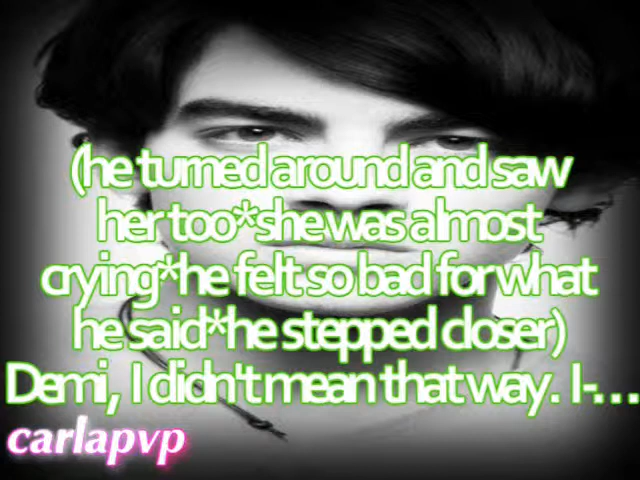 (he turned around and saw
her too*she was almost
crying*he felt so bad for what
he said*he stepped closer)
Demi, I didn't mean that way. I-...
carlapvp